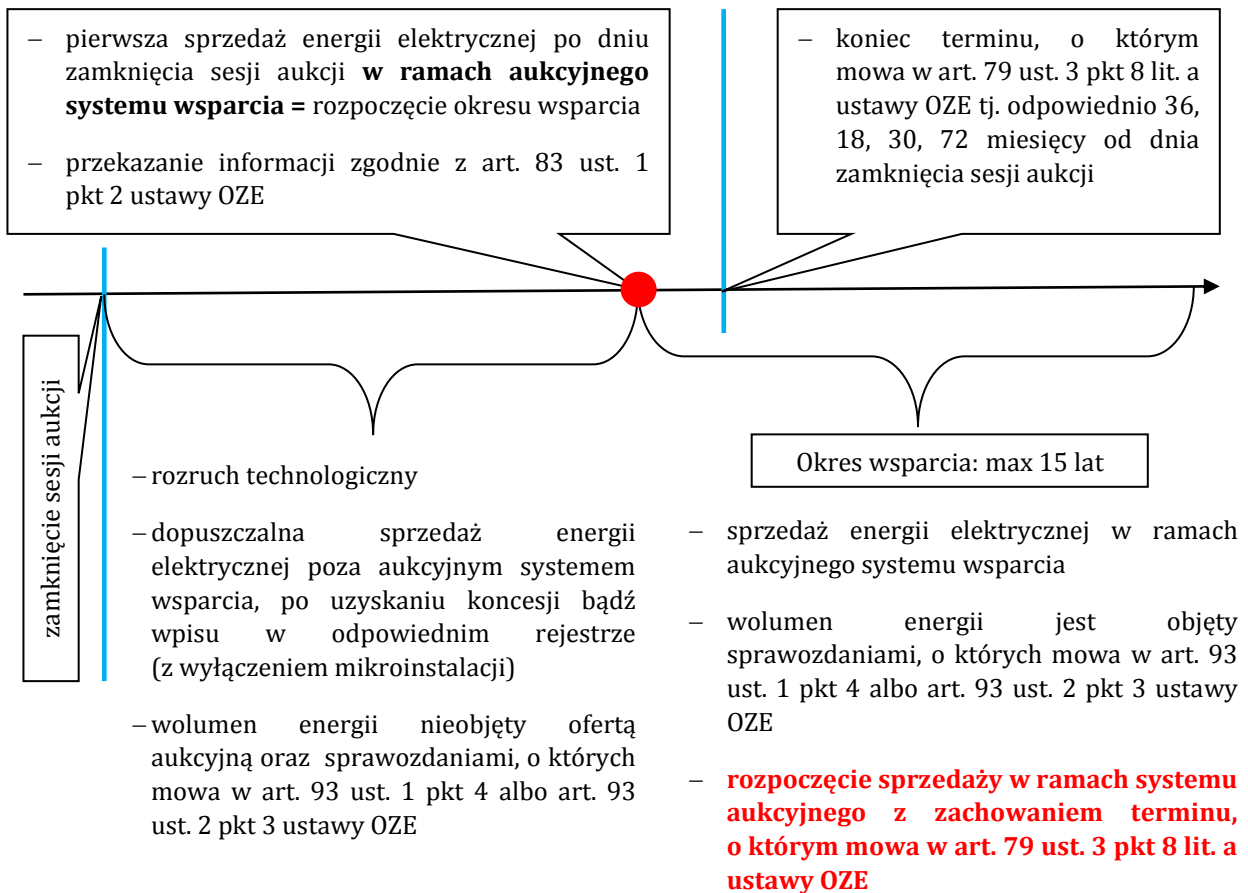 – pierwsza sprzedaż energii elektrycznej po dniu
zamknięcia sesji aukcji w ramach aukcyjnego
systemu wsparcia = rozpoczęcie okresu wsparcia
– przekazanie informacji zgodnie z art. 83 ust. 1
pkt 2 ustawy OZE
– koniec terminu, o którym
mowa w art. 79 ust. 3 pkt 8 lit. a
ustawy OZE tj. odpowiednio 36,
18, 30, 72 miesięcy od dnia
zamknięcia sesji aukcji
zamknięcie sesji aukcji
– rozruch technologiczny
– dopuszczalna sprzedaż energii
elektrycznej poza aukcyjnym systemem
wsparcia, po uzyskaniu koncesji bądź
wpisu w odpowiednim rejestrze
(z wyłączeniem mikroinstalacji)
– wolumen energii nieobjęty ofertą
aukcyjną oraz sprawozdaniami, o których
mowa w art. 93 ust. 1 pkt 4 albo art. 93
ust. 2 pkt 3 ustawy OZE
Okres wsparcia: max 15 lat
– sprzedaż energii elektrycznej w ramach
aukcyjnego systemu wsparcia
– wolumen energii jest objęty
sprawozdaniami, o których mowa w art. 93
ust. 1 pkt 4 albo art. 93 ust. 2 pkt 3 ustawy
OZE
– rozpoczęcie sprzedaży w ramach systemu
aukcyjnego z zachowaniem terminu,
o którym mowa w art. 79 ust. 3 pkt 8 lit. a
ustawy OZE